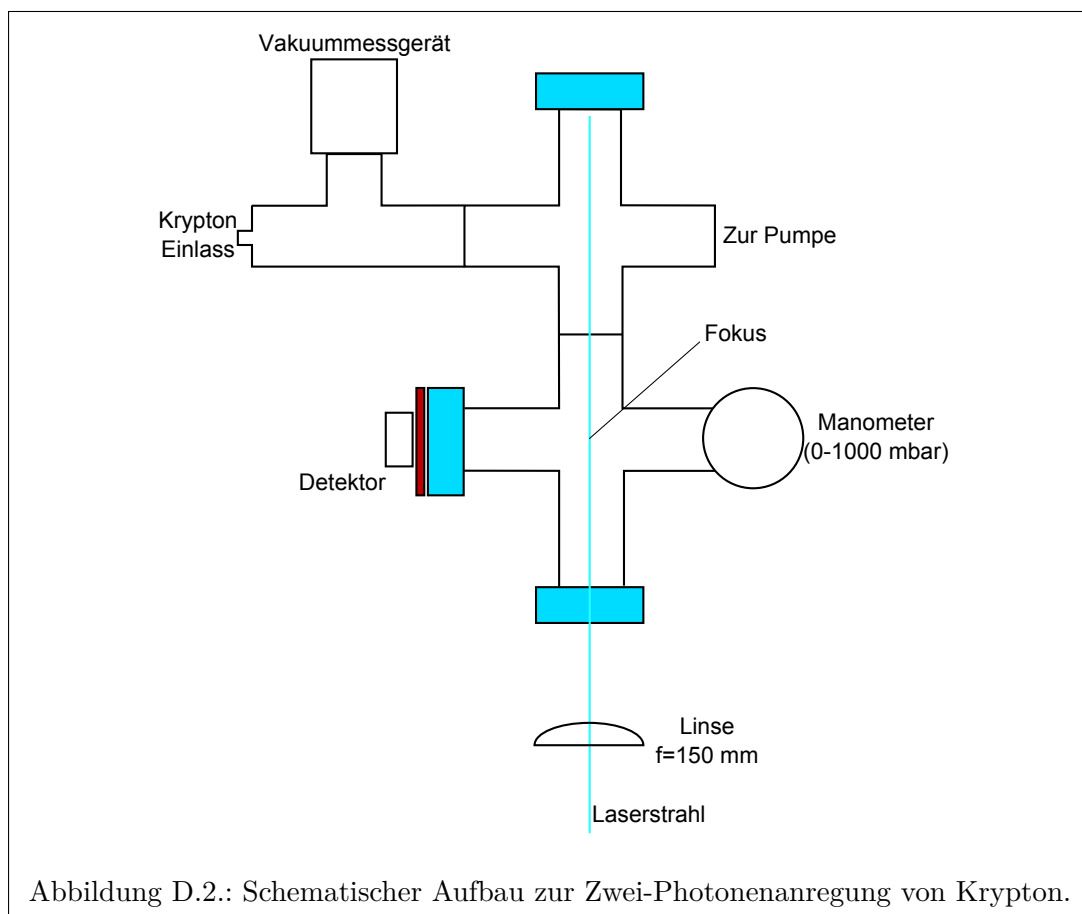 Vakuummessgerät
Krypton
Einlass
Zur Pumpe
Fokus
Manometer
(0-1000 mbar)
Detektor
Linse
f=150 mm
Laserstrahl
Abbildung D.2.: Schematischer Aufbau zur Zwei-Photonenanregung von Krypton.